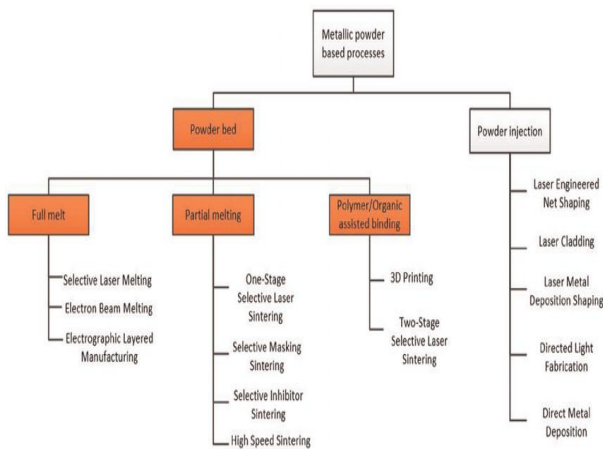 Metallic powder
based processes
Powder bed
Powder injection
Full melt
Partial melting
Polymer/Organic
assisted binding
Selective Laser Melting
Electron Beam Melting
Electrographic Layered
Manufacturing
One-Stage
Selective Laser
Sintering
Selective Masking
Sintering
Selective Inhibitor
Sintering
High Speed Sintering
3D Printing
Two-Stage
Selective Laser
Sintering
Laser Engineered
Net Shaping
Laser Cladding
Laser Metal
Deposition Shaping
Directed Light
Fabrication
Direct Metal
Deposition